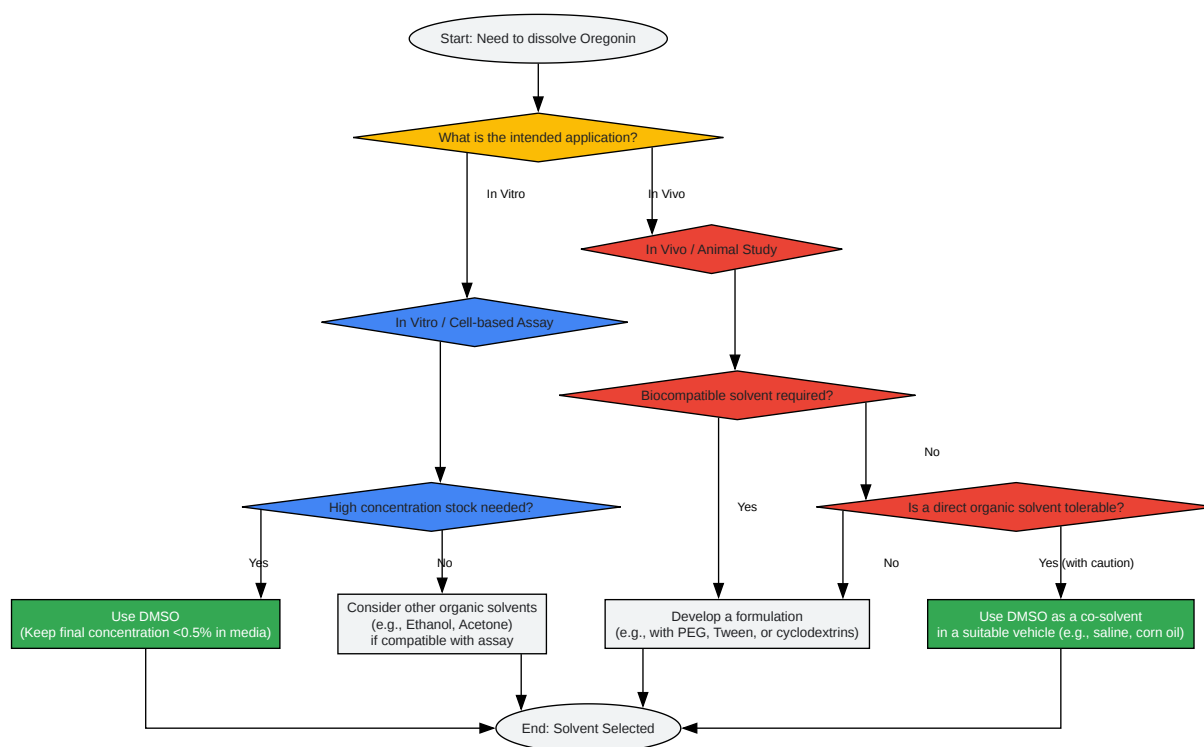 Start: Need to dissolve Oregonin
What is the intended application?
In Vitro
In Vivo
In Vivo / Animal Study
In Vitro / Cell-based Assay
Biocompatible solvent required?
No
High concentration stock needed?
Yes
Is a direct organic solvent tolerable?
Yes
No
No
Yes (with caution)
Use DMSO
(Keep final concentration <0.5% in media)
Consider other organic solvents
(e.g., Ethanol, Acetone)
if compatible with assay
Develop a formulation
(e.g., with PEG, Tween, or cyclodextrins)
Use DMSO as a co-solvent
in a suitable vehicle (e.g., saline, corn oil)
End: Solvent Selected